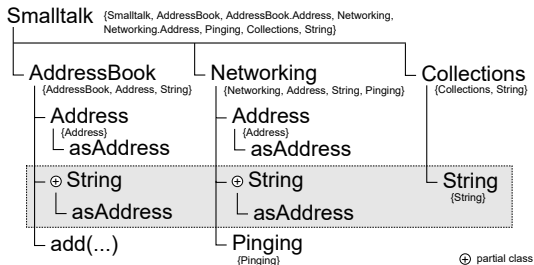 Smalltalk {Smalltalk, AddressBook, AddressBook.Address, Networking,
Networking.Address, Pinging, Collections, String}
AddressBook Networking Collections
{AddressBook, Address, String} {Networking, Address, String, Pinging} {Collections, String}
Address Address
{Address} {Address}
asAddress asAddress
⊕ String ⊕ String String
{String}
asAddress asAddress
add(...) Pinging
{Pinging}
⊕ partial class